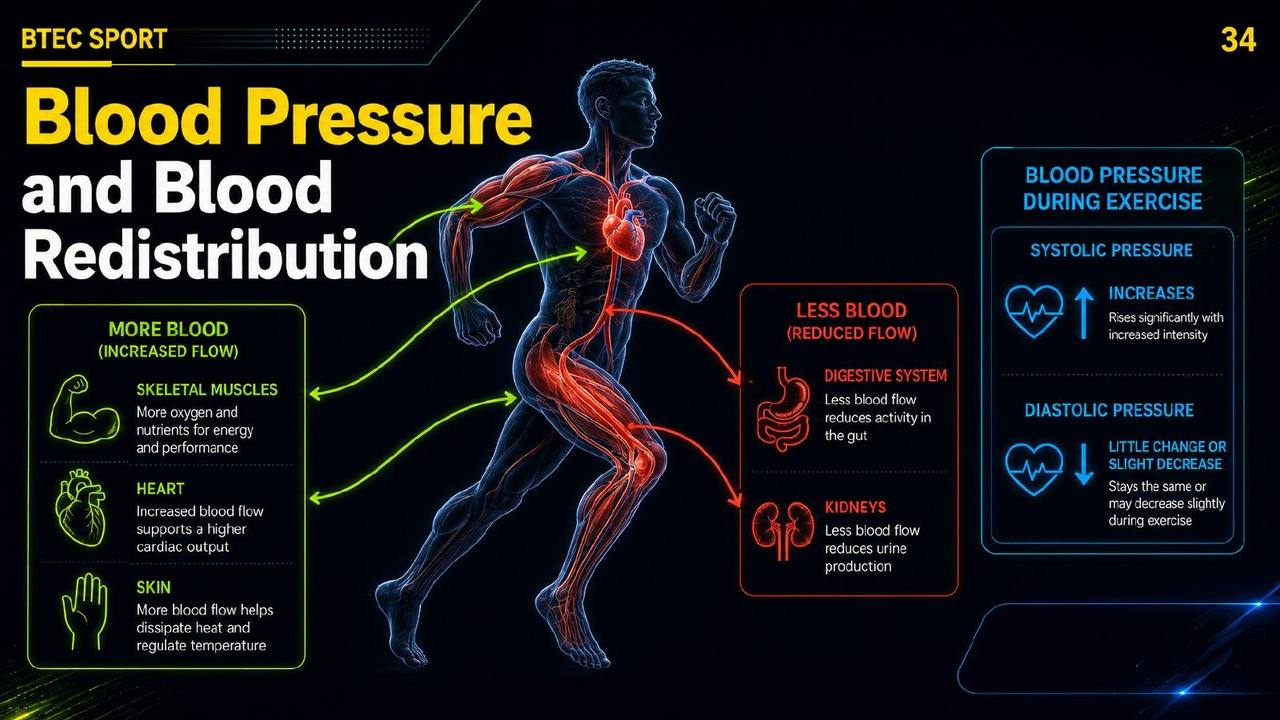 BTEC SPORT
34
Blood Pressure
and Blood
Redistribution
MORE BLOOD
(INCREASED FLOW)
SKELETAL MUSCLES
More oxygen and
nutrients for energy
and performance
HEART
Increased blood flow
supports a higher
cardiac output
SKIN
More blood flow helps
dissipate heat and
regulate temperature
LESS BLOOD
(REDUCED FLOW)
DIGESTIVE SYSTEM
Less blood flow
reduces activity in
the gut
KIDNEYS
Less blood flow
reduces urine
production
BLOOD PRESSURE
DURING EXERCISE
SYSTOLIC PRESSURE
INCREASES
Rises significantly with
increased intensity
DIASTOLIC PRESSURE
LITTLE CHANGE OR
SLIGHT DECREASE
Stays the same or
may decrease slightly
during exercise